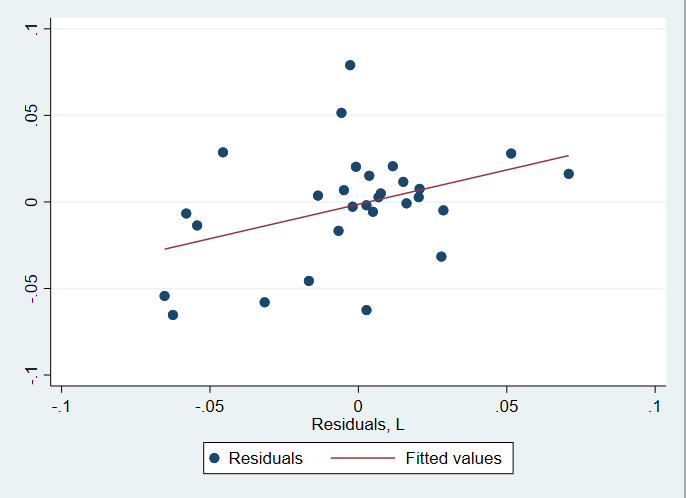 .1
.05
0
-.05
-.1
-.1 -.05 0 .05 .1
Residuals, L
Residuals Fitted values